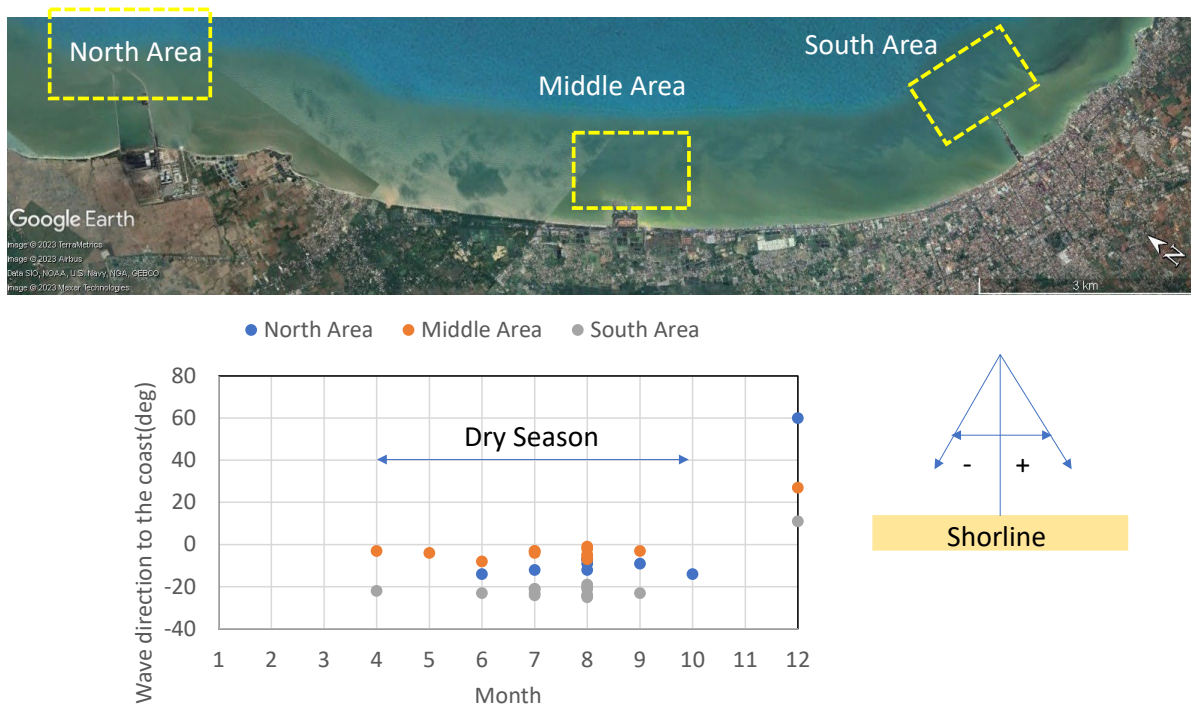 North Area
South Area
Middle Area
Google Earth
Image © 2023 TerraMetrics
Image © 2023 Airbus
Data SIO, NOAA, U.S. Navy, NGA, GEBCO
Image © 2023 Maxar Technologies
N
3 km
North Area Middle Area South Area
Wave direction to the coast(deg)
80
60
40
20
0
-20
-40
Dry Season
1 2 3 4 5 6 7 8 9 10 11 12
Month
- +
Shorline